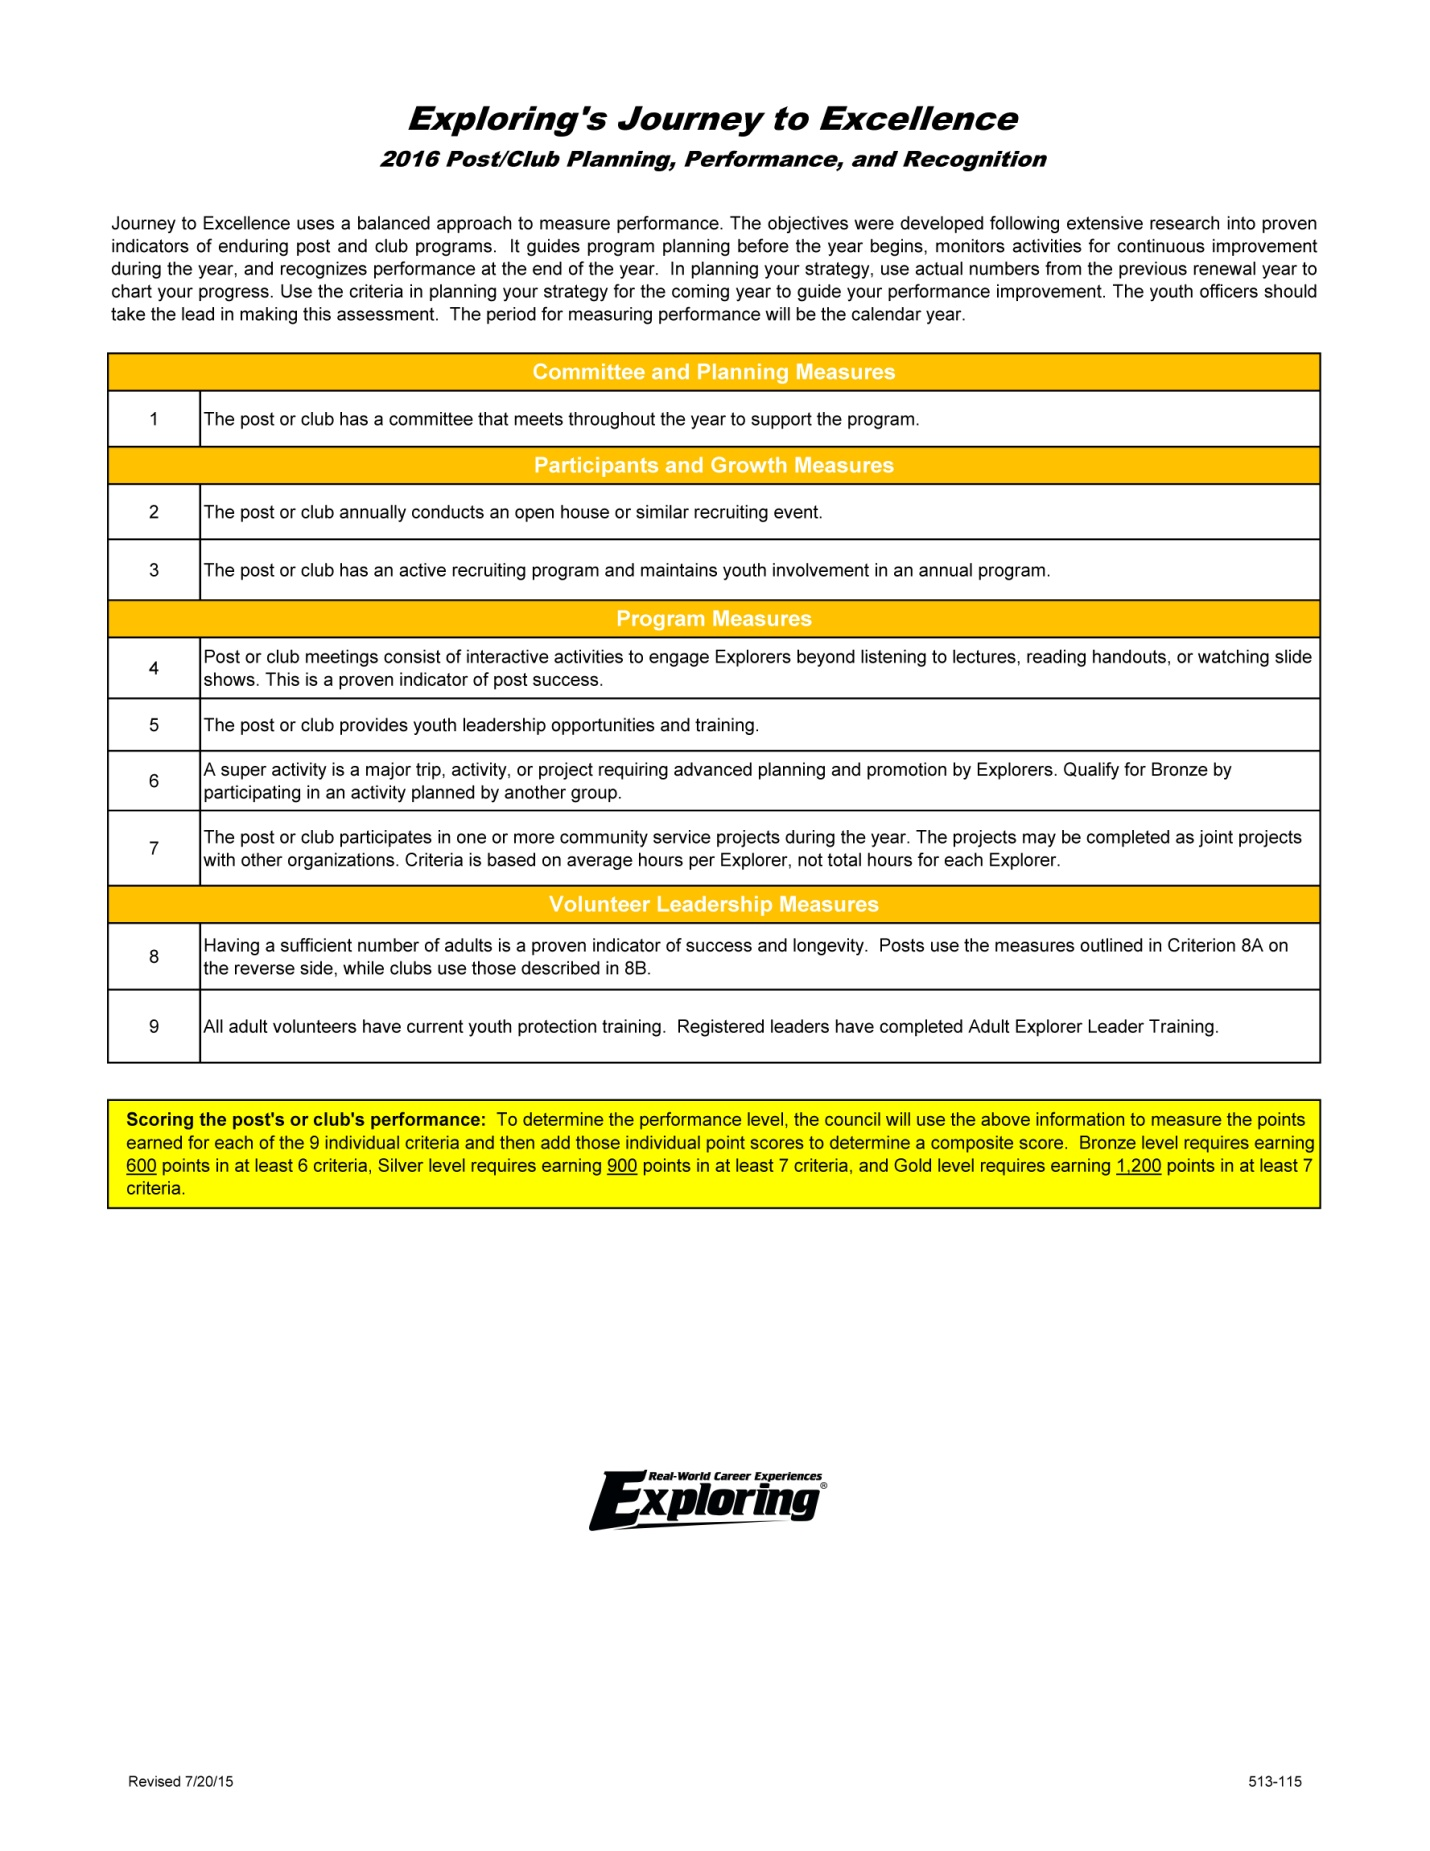 Exploring's Journey to Excellence
2016 Post/Club Planning, Performance, and Recognition
Journey to Excellence uses a balanced approach to measure performance. The objectives were developed following extensive research into proven
indicators of enduring post and club programs.  It guides program planning before the year begins, monitors activities for continuous improvement
during the year, and recognizes performance at the end of the year.  In planning your strategy, use actual numbers from the previous renewal year to
chart your progress. Use the criteria in planning your strategy for the coming year to guide your performance improvement. The youth officers should
take the lead in making this assessment.  The period for measuring performance will be the calendar year.
Committee and Planning Measures
1 The post or club has a committee that meets throughout the year to support the program.
Participants and Growth Measures
2 The post or club annually conducts an open house or similar recruiting event.
3 The post or club has an active recruiting program and maintains youth involvement in an annual program.
Program Measures
4 Post or club meetings consist of interactive activities to engage Explorers beyond listening to lectures, reading handouts, or watching slide
shows. This is a proven indicator of post success.
5 The post or club provides youth leadership opportunities and training.
6 A super activity is a major trip, activity, or project requiring advanced planning and promotion by Explorers. Qualify for Bronze by
participating in an activity planned by another group.
7 The post or club participates in one or more community service projects during the year. The projects may be completed as joint projects
with other organizations. Criteria is based on average hours per Explorer, not total hours for each Explorer.
Volunteer Leadership Measures
8 Having a sufficient number of adults is a proven indicator of success and longevity.  Posts use the measures outlined in Criterion 8A on
the reverse side, while clubs use those described in 8B.
9 All adult volunteers have current youth protection training.  Registered leaders have completed Adult Explorer Leader Training.
Scoring the post's or club's performance:  To determine the performance level, the council will use the above information to measure the points
earned for each of the 9 individual criteria and then add those individual point scores to determine a composite score.  Bronze level requires earning
600 points in at least 6 criteria, Silver level requires earning 900 points in at least 7 criteria, and Gold level requires earning 1,200 points in at least 7
criteria.
Real-World Career Experiences
Exploring®
Revised 7/20/15 513-115